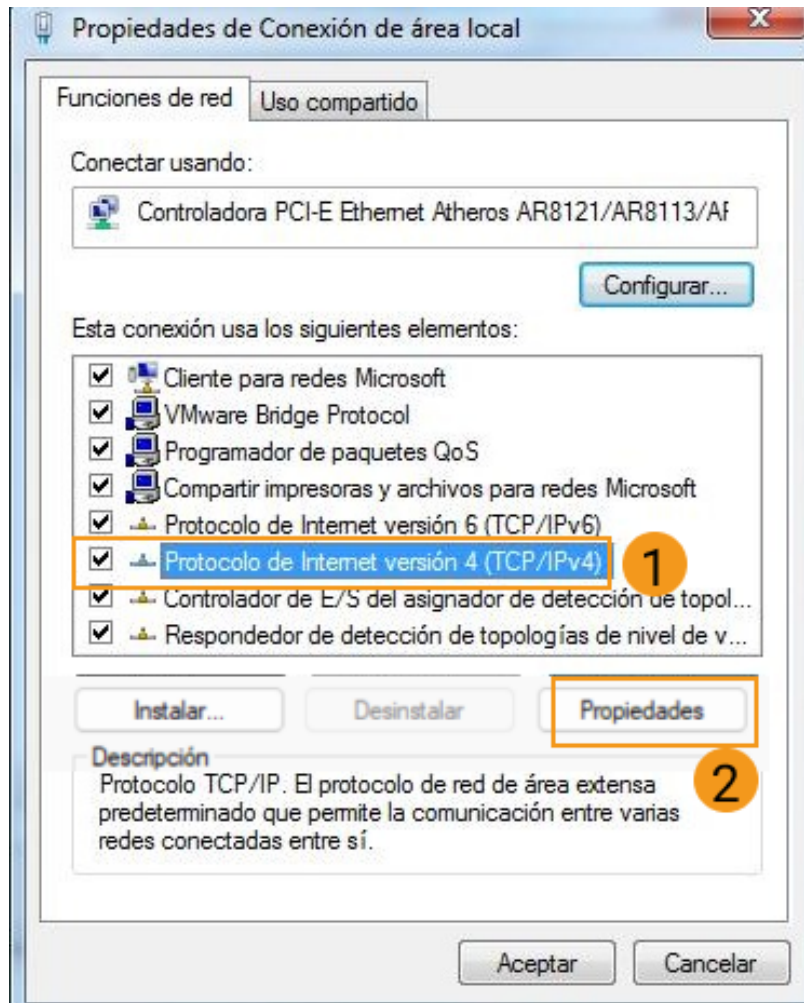 Propiedades de Conexión de área local
Funciones de red
Uso compartido
Conectar usando:
Controladora PCI-E Ethernet Atheros AR8121/AR8113/AF
Configurar...
Esta conexión usa los siguientes elementos:
Cliente para redes Microsoft
VMware Bridge Protocol
Programador de paquetes QoS
Compartir impresoras y archivos para redes Microsoft
Protocolo de Internet versión 6 (TCP/IPv6)
Protocolo de Internet versión 4 (TCP/IPv4)
1
Controlador de E/S del asignador de detección de topol...
Respondedor de detección de topologías de nivel de v...
Instalar...
Desinstalar
Propiedades
2
Descripción
Protocolo TCP/IP. El protocolo de red de área extensa
predeterminado que permite la comunicación entre varias
redes conectadas entre sí.
Aceptar
Cancelar